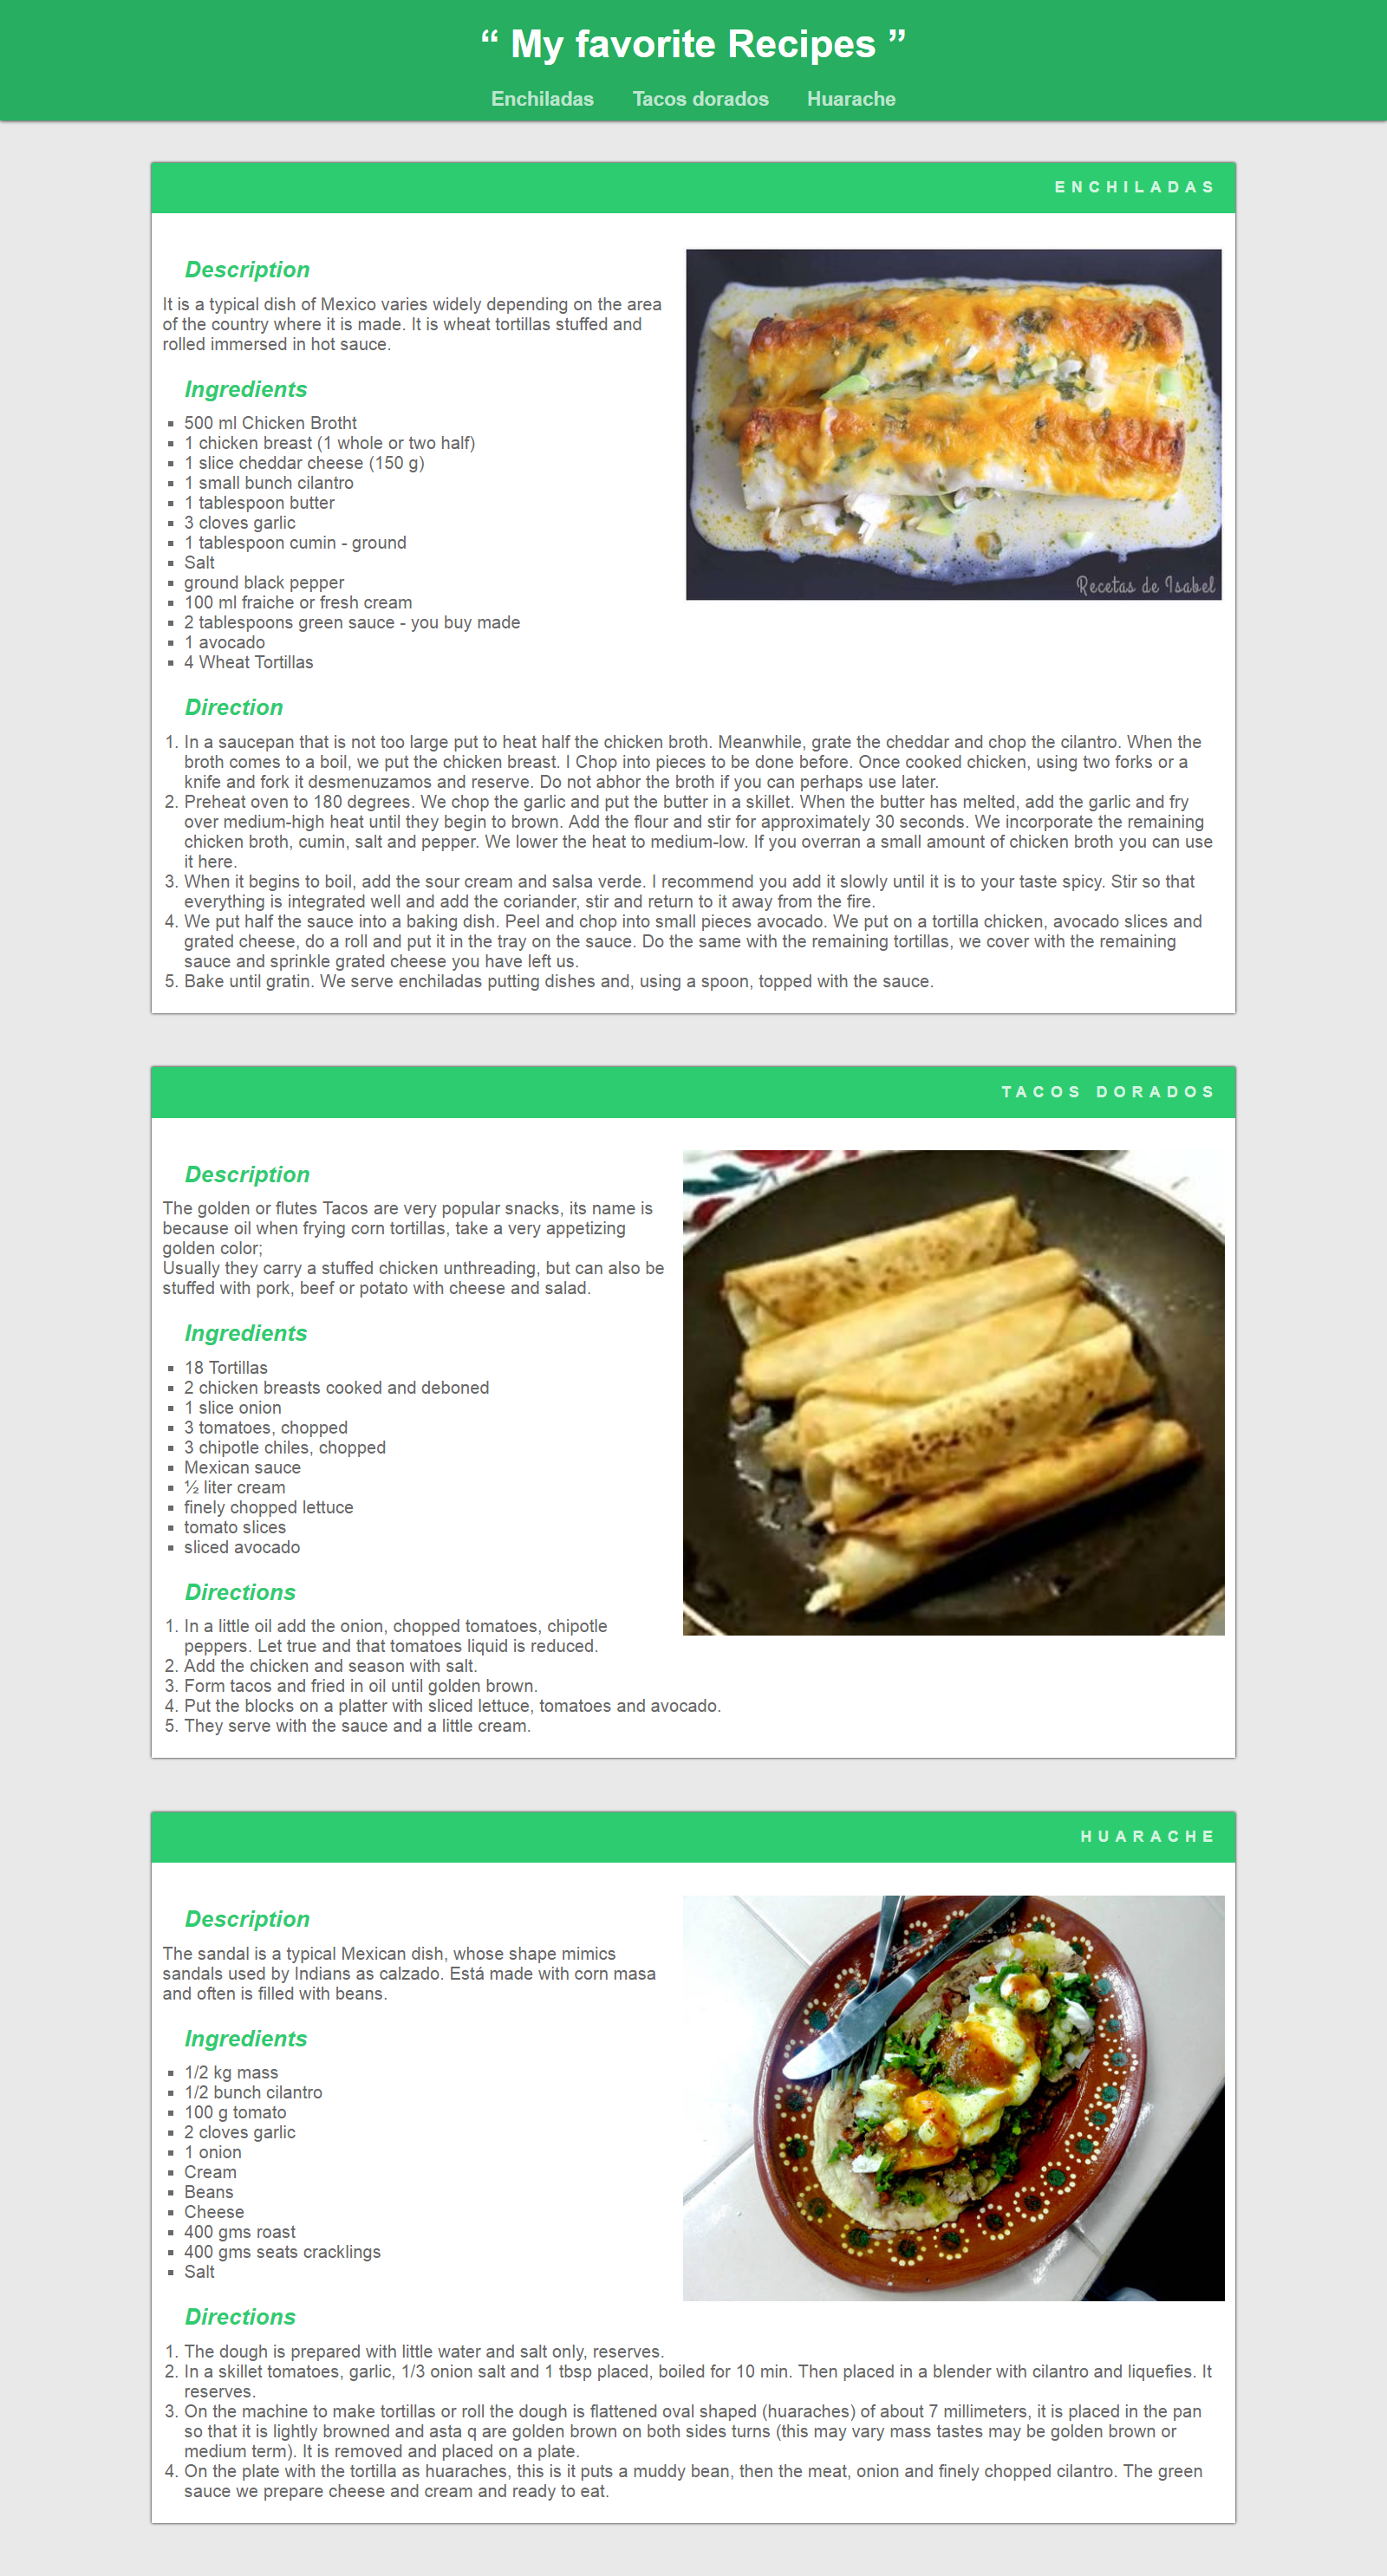 “ My favorite Recipes ”
Enchiladas Tacos dorados Huarache
ENCHILADAS
Description
It is a typical dish of Mexico varies widely depending on the area
of the country where it is made. It is wheat tortillas stuffed and
rolled immersed in hot sauce.
Ingredients
500 ml Chicken Brotht
1 chicken breast (1 whole or two half)
1 slice cheddar cheese (150 g)
1 small bunch cilantro
1 tablespoon butter
3 cloves garlic
1 tablespoon cumin - ground
Salt
ground black pepper
100 ml fraiche or fresh cream
2 tablespoons green sauce - you buy made
1 avocado
4 Wheat Tortillas
Recetas de Isabel
Direction
1. In a saucepan that is not too large put to heat half the chicken broth. Meanwhile, grate the cheddar and chop the cilantro. When the
broth comes to a boil, we put the chicken breast. I Chop into pieces to be done before. Once cooked chicken, using two forks or a
knife and fork it desmenuzamos and reserve. Do not abhor the broth if you can perhaps use later.
2. Preheat oven to 180 degrees. We chop the garlic and put the butter in a skillet. When the butter has melted, add the garlic and fry
over medium-high heat until they begin to brown. Add the flour and stir for approximately 30 seconds. We incorporate the remaining
chicken broth, cumin, salt and pepper. We lower the heat to medium-low. If you overran a small amount of chicken broth you can use
it here.
3. When it begins to boil, add the sour cream and salsa verde. I recommend you add it slowly until it is to your taste spicy. Stir so that
everything is integrated well and add the coriander, stir and return to it away from the fire.
4. We put half the sauce into a baking dish. Peel and chop into small pieces avocado. We put on a tortilla chicken, avocado slices and
grated cheese, do a roll and put it in the tray on the sauce. Do the same with the remaining tortillas, we cover with the remaining
sauce and sprinkle grated cheese you have left us.
5. Bake until gratin. We serve enchiladas putting dishes and, using a spoon, topped with the sauce.
TACOS DORADOS
Description
The golden or flutes Tacos are very popular snacks, its name is
because oil when frying corn tortillas, take a very appetizing
golden color;
Usually they carry a stuffed chicken unthreading, but can also be
stuffed with pork, beef or potato with cheese and salad.
Ingredients
18 Tortillas
2 chicken breasts cooked and deboned
1 slice onion
3 tomatoes, chopped
3 chipotle chiles, chopped
Mexican sauce
½ liter cream
finely chopped lettuce
tomato slices
sliced avocado
Directions
1. In a little oil add the onion, chopped tomatoes, chipotle
peppers. Let true and that tomatoes liquid is reduced.
2. Add the chicken and season with salt.
3. Form tacos and fried in oil until golden brown.
4. Put the blocks on a platter with sliced lettuce, tomatoes and avocado.
5. They serve with the sauce and a little cream.
HUARACHE
Description
The sandal is a typical Mexican dish, whose shape mimics
sandals used by Indians as calzado. Está made with corn masa
and often is filled with beans.
Ingredients
1/2 kg mass
1/2 bunch cilantro
100 g tomato
2 cloves garlic
1 onion
Cream
Beans
Cheese
400 gms roast
400 gms seats cracklings
Salt
Directions
1. The dough is prepared with little water and salt only, reserves.
2. In a skillet tomatoes, garlic, 1/3 onion salt and 1 tbsp placed, boiled for 10 min. Then placed in a blender with cilantro and liquefies. It
reserves.
3. On the machine to make tortillas or roll the dough is flattened oval shaped (huaraches) of about 7 millimeters, it is placed in the pan
so that it is lightly browned and asta q are golden brown on both sides turns (this may vary mass tastes may be golden brown or
medium term). It is removed and placed on a plate.
4. On the plate with the tortilla as huaraches, this is it puts a muddy bean, then the meat, onion and finely chopped cilantro. The green
sauce we prepare cheese and cream and ready to eat.